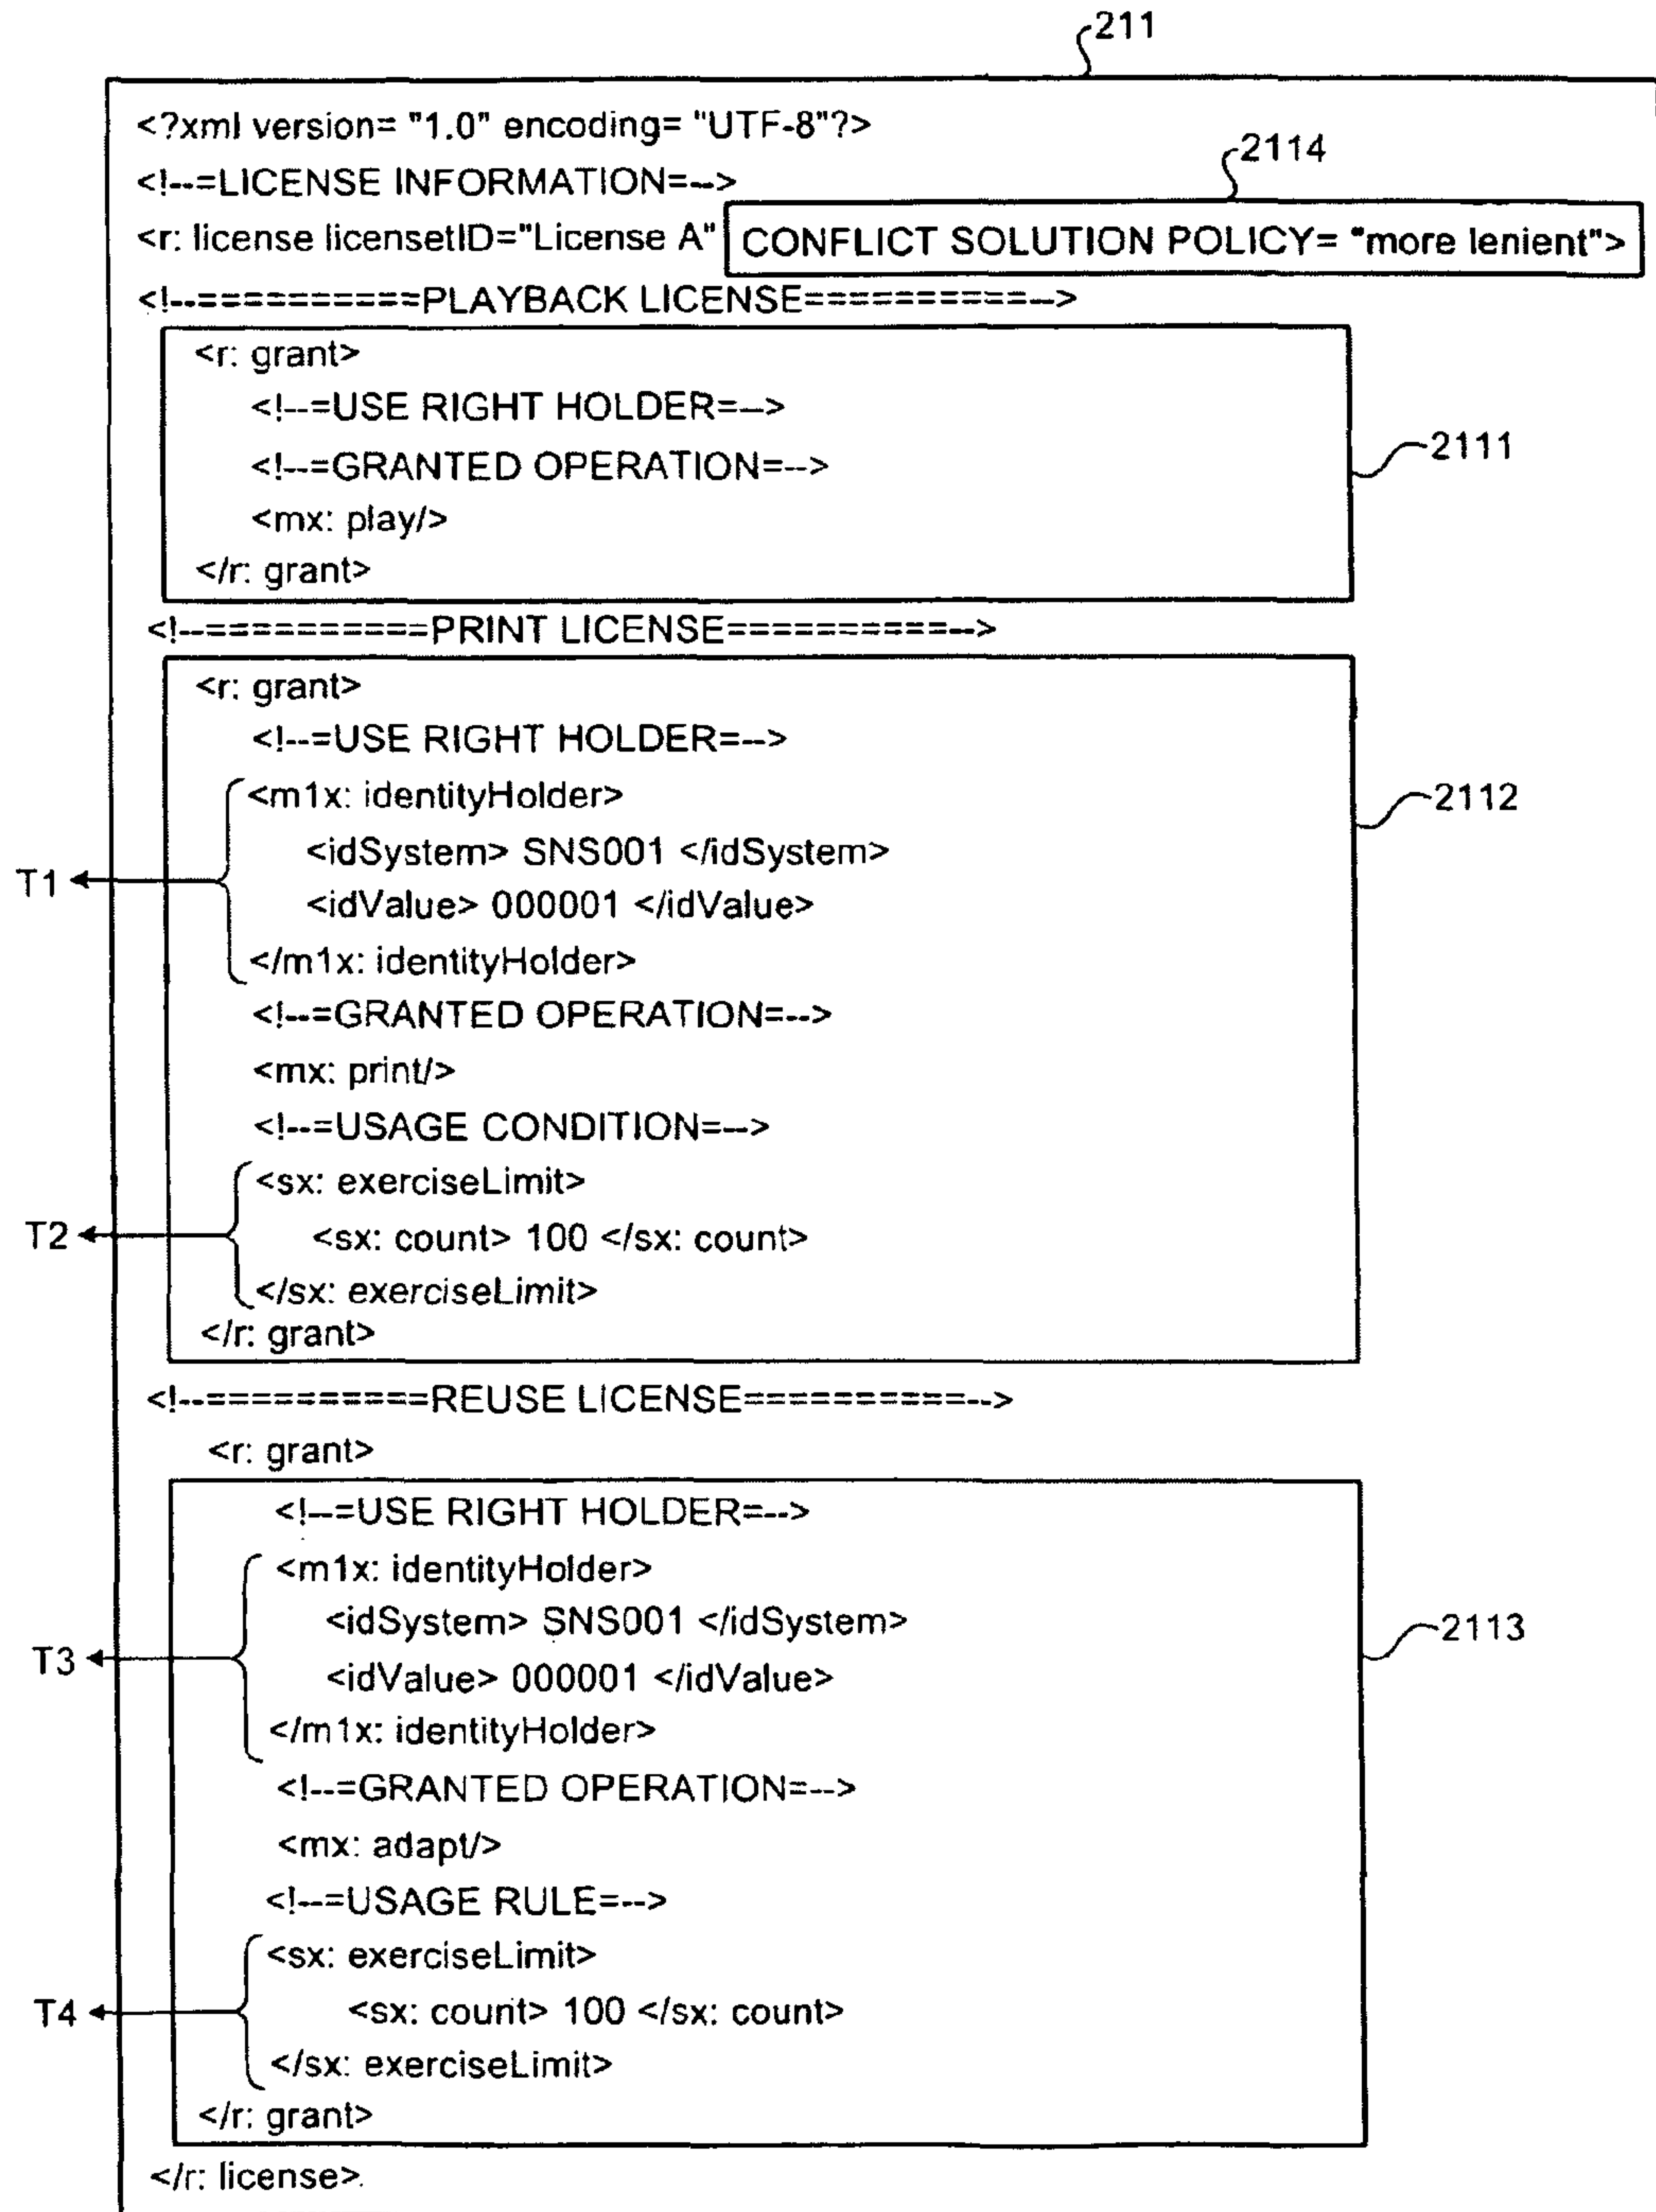 211
<?xml version= "1.0" encoding= "UTF-8"?>
2114
<!--=LICENSE INFORMATION=-->
<r: license licensetID="License A" CONFLICT SOLUTION POLICY= "more lenient">
<!--==========PLAYBACK LICENSE==========-->
<r: grant>
<!--=USE RIGHT HOLDER=-->
<!--=GRANTED OPERATION=-->
2111
<mx: play/>
</r: grant>
<!--==========PRINT LICENSE==========-->
<r: grant>
<!--=USE RIGHT HOLDER=-->
<m1x: identityHolder>
2112
<idSystem> SNS001 </idSystem>
T1
<idValue> 000001 </idValue>
</m1x: identityHolder>
<!--=GRANTED OPERATION=-->
<mx: print/>
<!--=USAGE CONDITION=-->
<sx: exerciseLimit>
T2
<sx: count> 100 </sx: count>
</sx: exerciseLimit>
</r: grant>
<!--==========REUSE LICENSE==========-->
<r: grant>
<!--=USE RIGHT HOLDER=-->
<m1x: identityHolder>
<idSystem> SNS001 </idSystem>
2113
T3
<idValue> 000001 </idValue>
</m1x: identityHolder>
<!--=GRANTED OPERATION=-->
<mx: adapt/>
<!--=USAGE RULE=-->
<sx: exerciseLimit>
T4
<sx: count> 100 </sx: count>
</sx: exerciseLimit>
</r: grant>
</r: license>